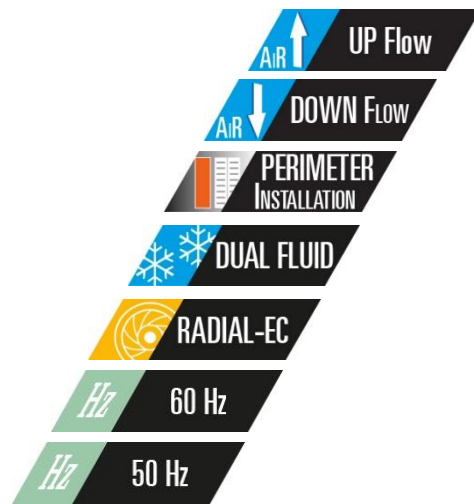 AIR UP Flow
AIR DOWN FLOW
PERIMETER
INSTALLATION
DUAL FLUID
RADIAL-EC
Hz 60 Hz
Hz 50 Hz